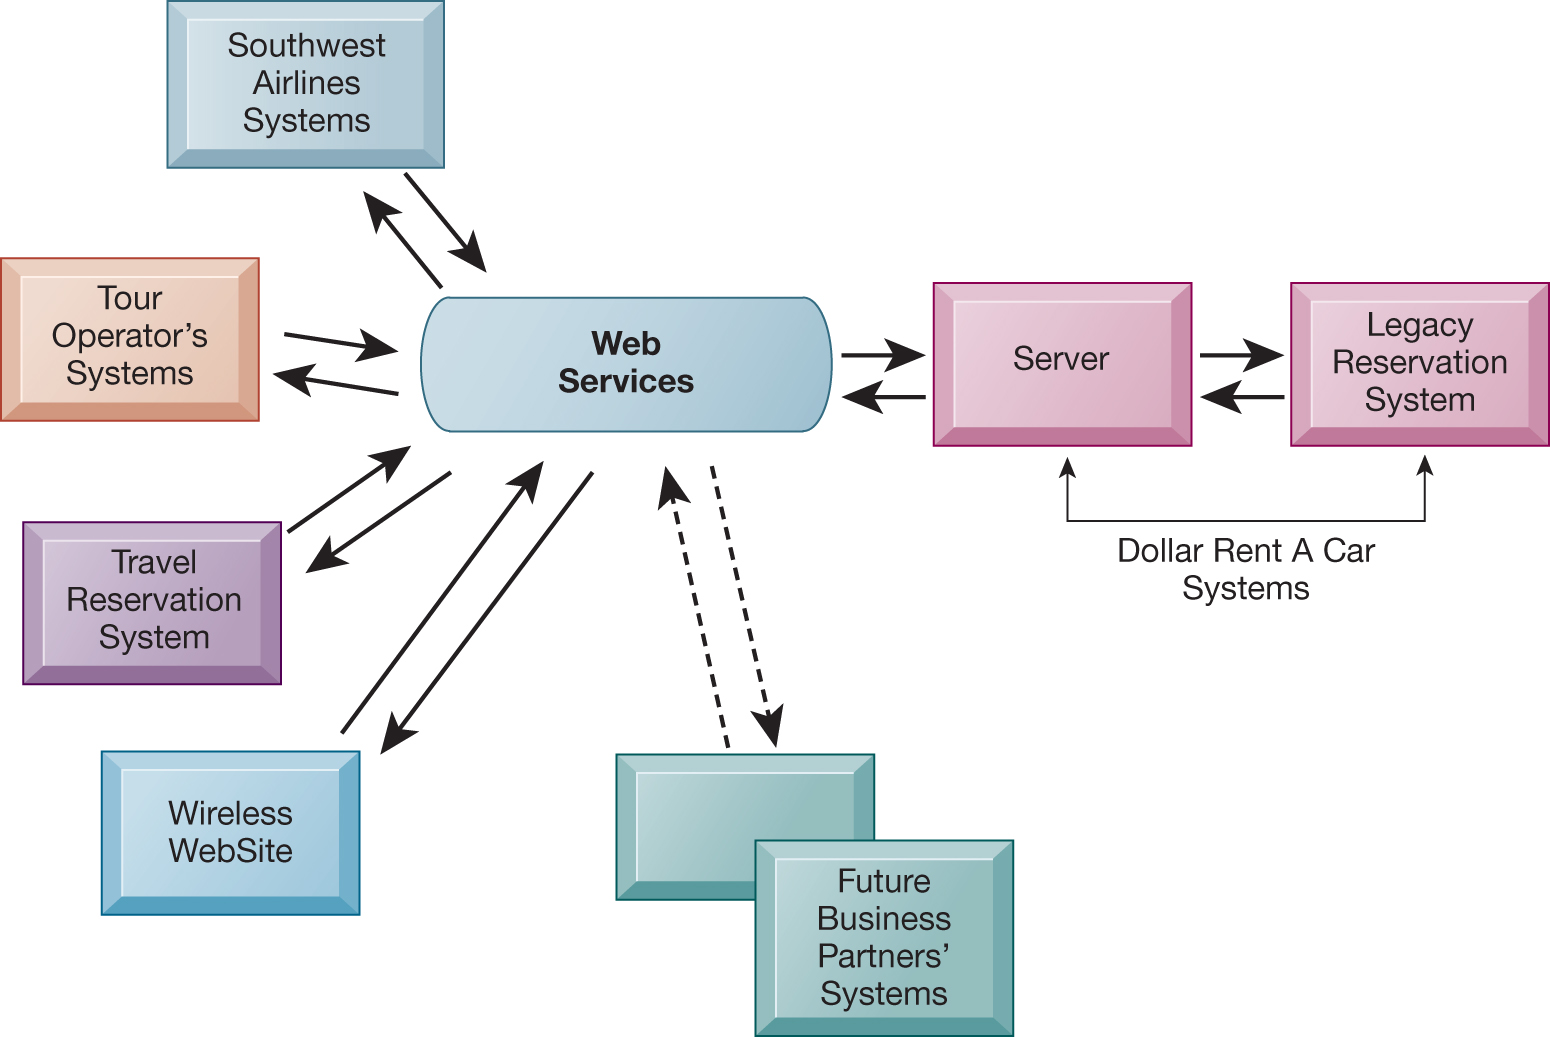 Southwest
Airlines
Systems
Tour
Operator’s
Systems
Web
Services
Server
Legacy
Reservation
System
Dollar Rent A Car
Systems
Travel
Reservation
System
Wireless
WebSite
Future
Business
Partners’
Systems